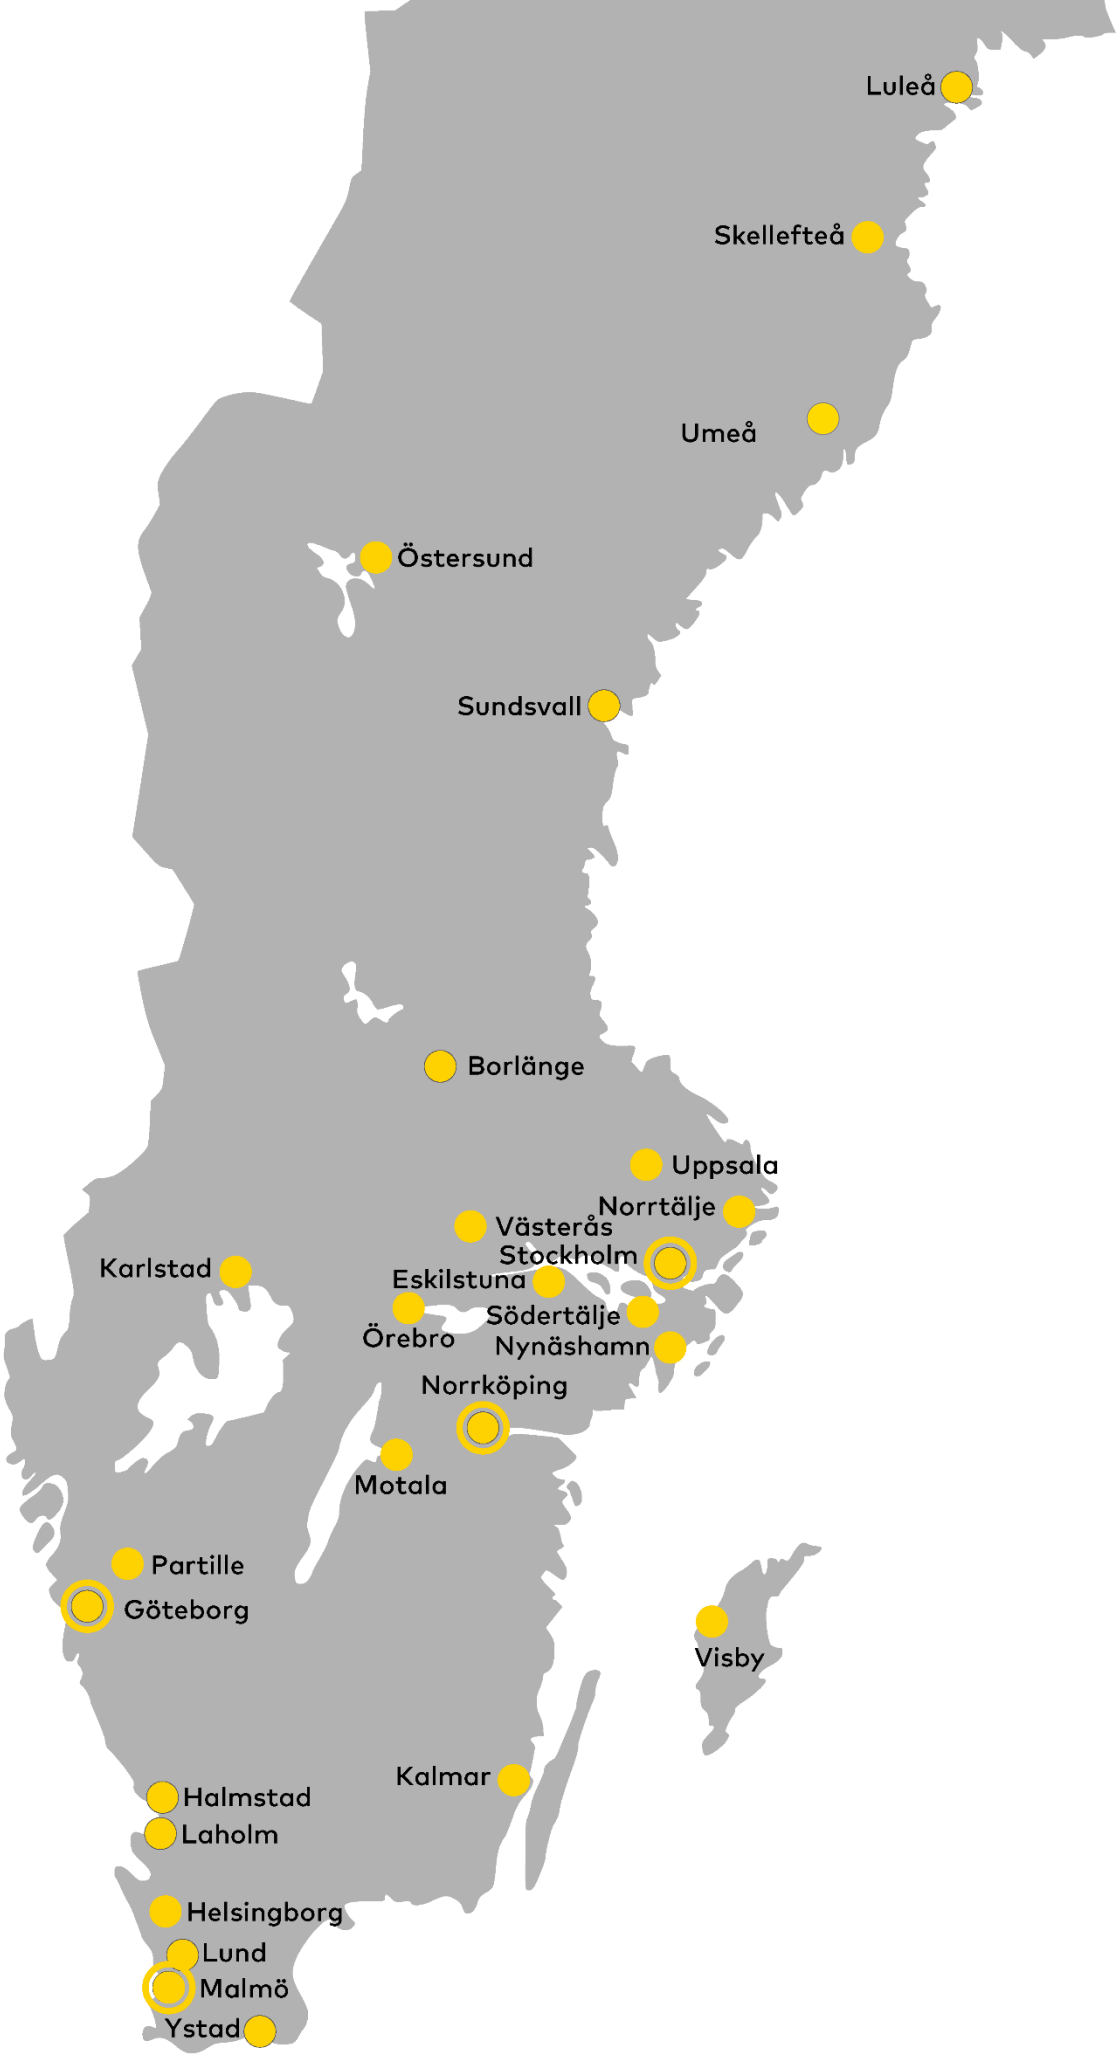 Luleå
Skellefteå
Umeå
Östersund
Sundsvall
Borlänge
Uppsala
Norrtälje
Västerås
Stockholm
Karlstad
Eskilstuna
Södertälje
Örebro
Nynäshamn
Norrköping
Motala
Partille
Göteborg
Visby
Kalmar
Halmstad
Laholm
Helsingborg
Lund
Malmö
Ystad